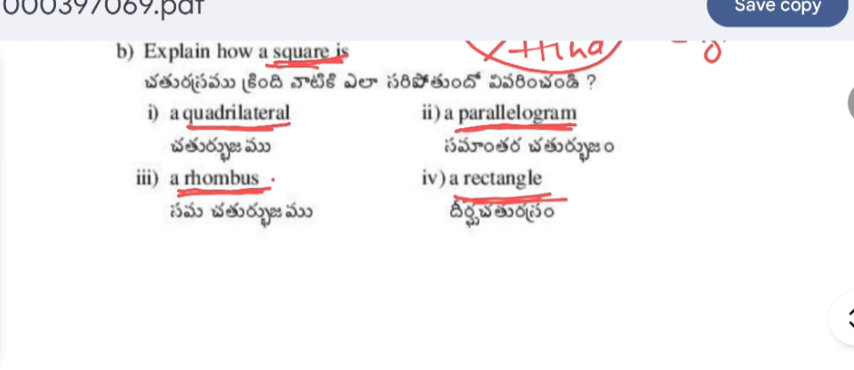 000397069.pdf
Save copy
b) Explain how a square is
చతురస్రము క్రింది వాటికి ఎలా సరిపోతుందో వివరించండి ?
i) a quadrilateral ii) a parallelogram
చతుర్భుజము సమాంతర చతుర్భుజం
iii) a rhombus iv) a rectangle
సమ చతుర్భుజము దీర్ఘచతురస్రం